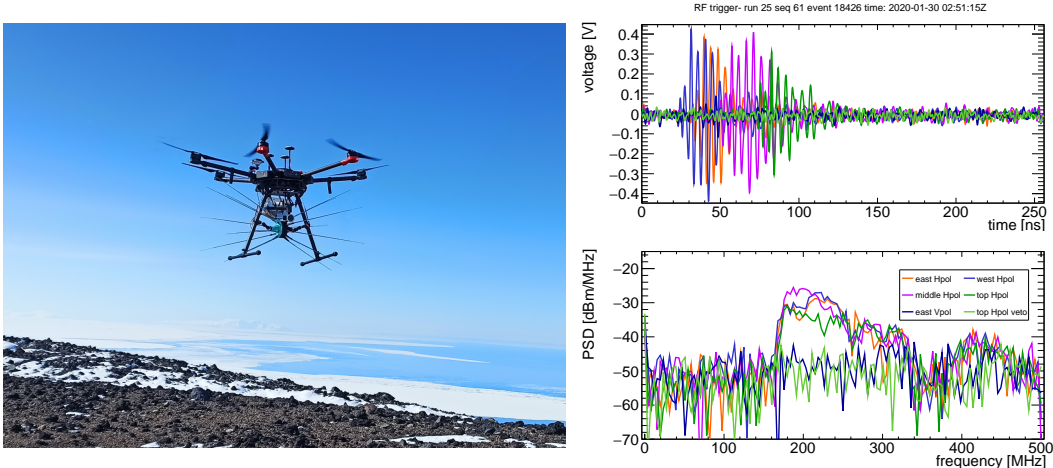 RF trigger- run 25 seq 61 event 18426 time: 2020-01-30 02:51:15Z
voltage [V]
0.4
0.3
0.2
0.1
0
−0.1
−0.2
−0.3
−0.4
0 50 100 150 200 250
time [ns]
PSD [dBm/MHz]
−20
−30
−40
−50
−60
−70
east Hpol west Hpol
middle Hpol top Hpol
east Vpol top Hpol veto
0 100 200 300 400 500
frequency [MHz]